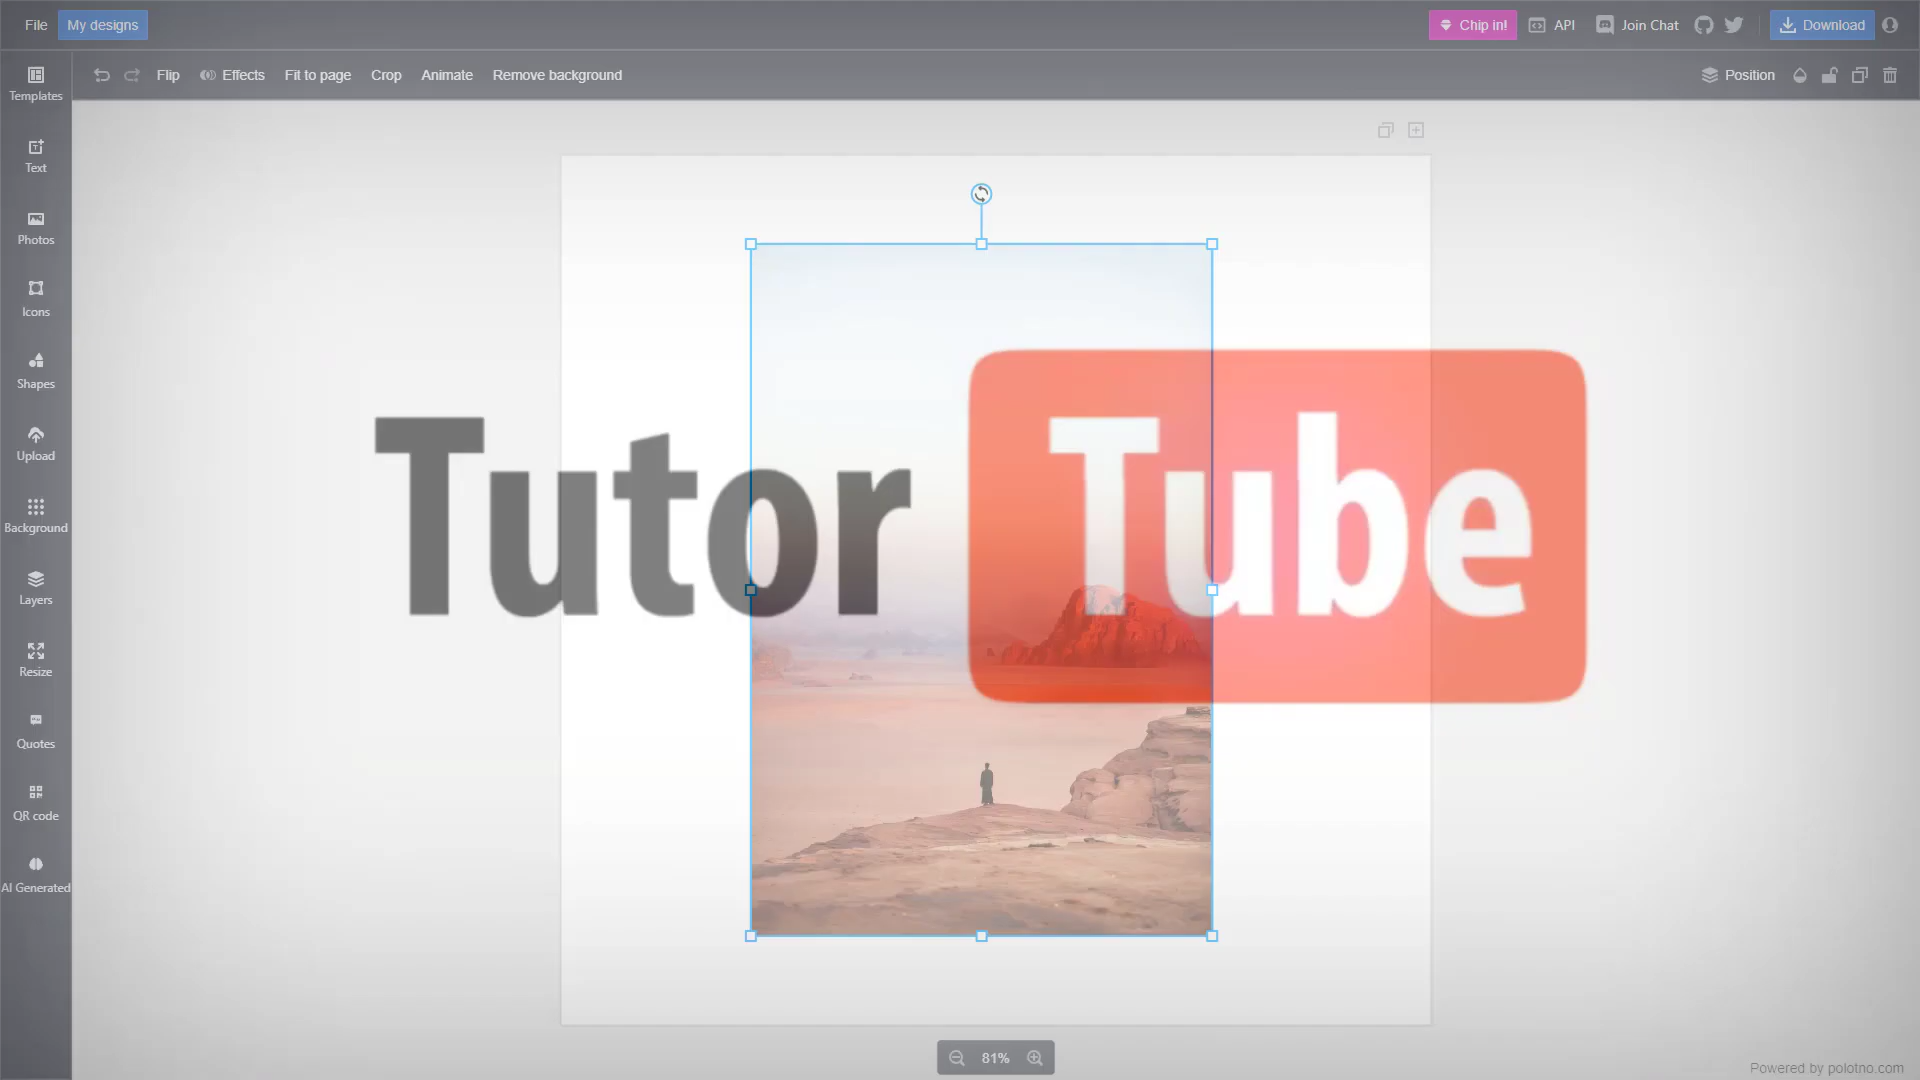 File My designs Chip in! API Join Chat Download
Flip Effects Fit to page Crop Animate Remove background Position
Templates
Text
Photos
Icons
Shapes
Upload
Background
Layers
Resize
Quotes
QR code
AI Generated
Tutor Tube
81%
Powered by polotno.com